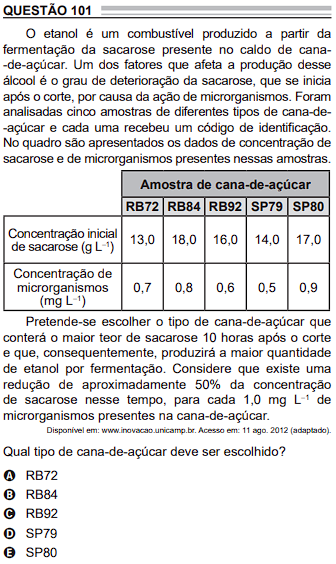 QUESTÃO 101
O etanol é um combustível produzido a partir da
fermentação da sacarose presente no caldo de cana-
-de-açúcar. Um dos fatores que afeta a produção desse
álcool é o grau de deterioração da sacarose, que se inicia
após o corte, por causa da ação de microrganismos. Foram
analisadas cinco amostras de diferentes tipos de cana-de-
-açúcar e cada uma recebeu um código de identificação.
No quadro são apresentados os dados de concentração de
sacarose e de microrganismos presentes nessas amostras.
Amostra de cana-de-açúcar
RB72 RB84 RB92 SP79 SP80
Concentração inicial
de sacarose (g L⁻¹) 13,0 18,0 16,0 14,0 17,0
Concentração de
microrganismos 0,7 0,8 0,6 0,5 0,9
(mg L⁻¹)
Pretende-se escolher o tipo de cana-de-açúcar que
conterá o maior teor de sacarose 10 horas após o corte
e que, consequentemente, produzirá a maior quantidade
de etanol por fermentação. Considere que existe uma
redução de aproximadamente 50% da concentração
de sacarose nesse tempo, para cada 1,0 mg L⁻¹ de
microrganismos presentes na cana-de-açúcar.
Disponível em: www.inovacao.unicamp.br. Acesso em: 11 ago. 2012 (adaptado).
Qual tipo de cana-de-açúcar deve ser escolhido?
A RB72
B RB84
C RB92
D SP79
E SP80